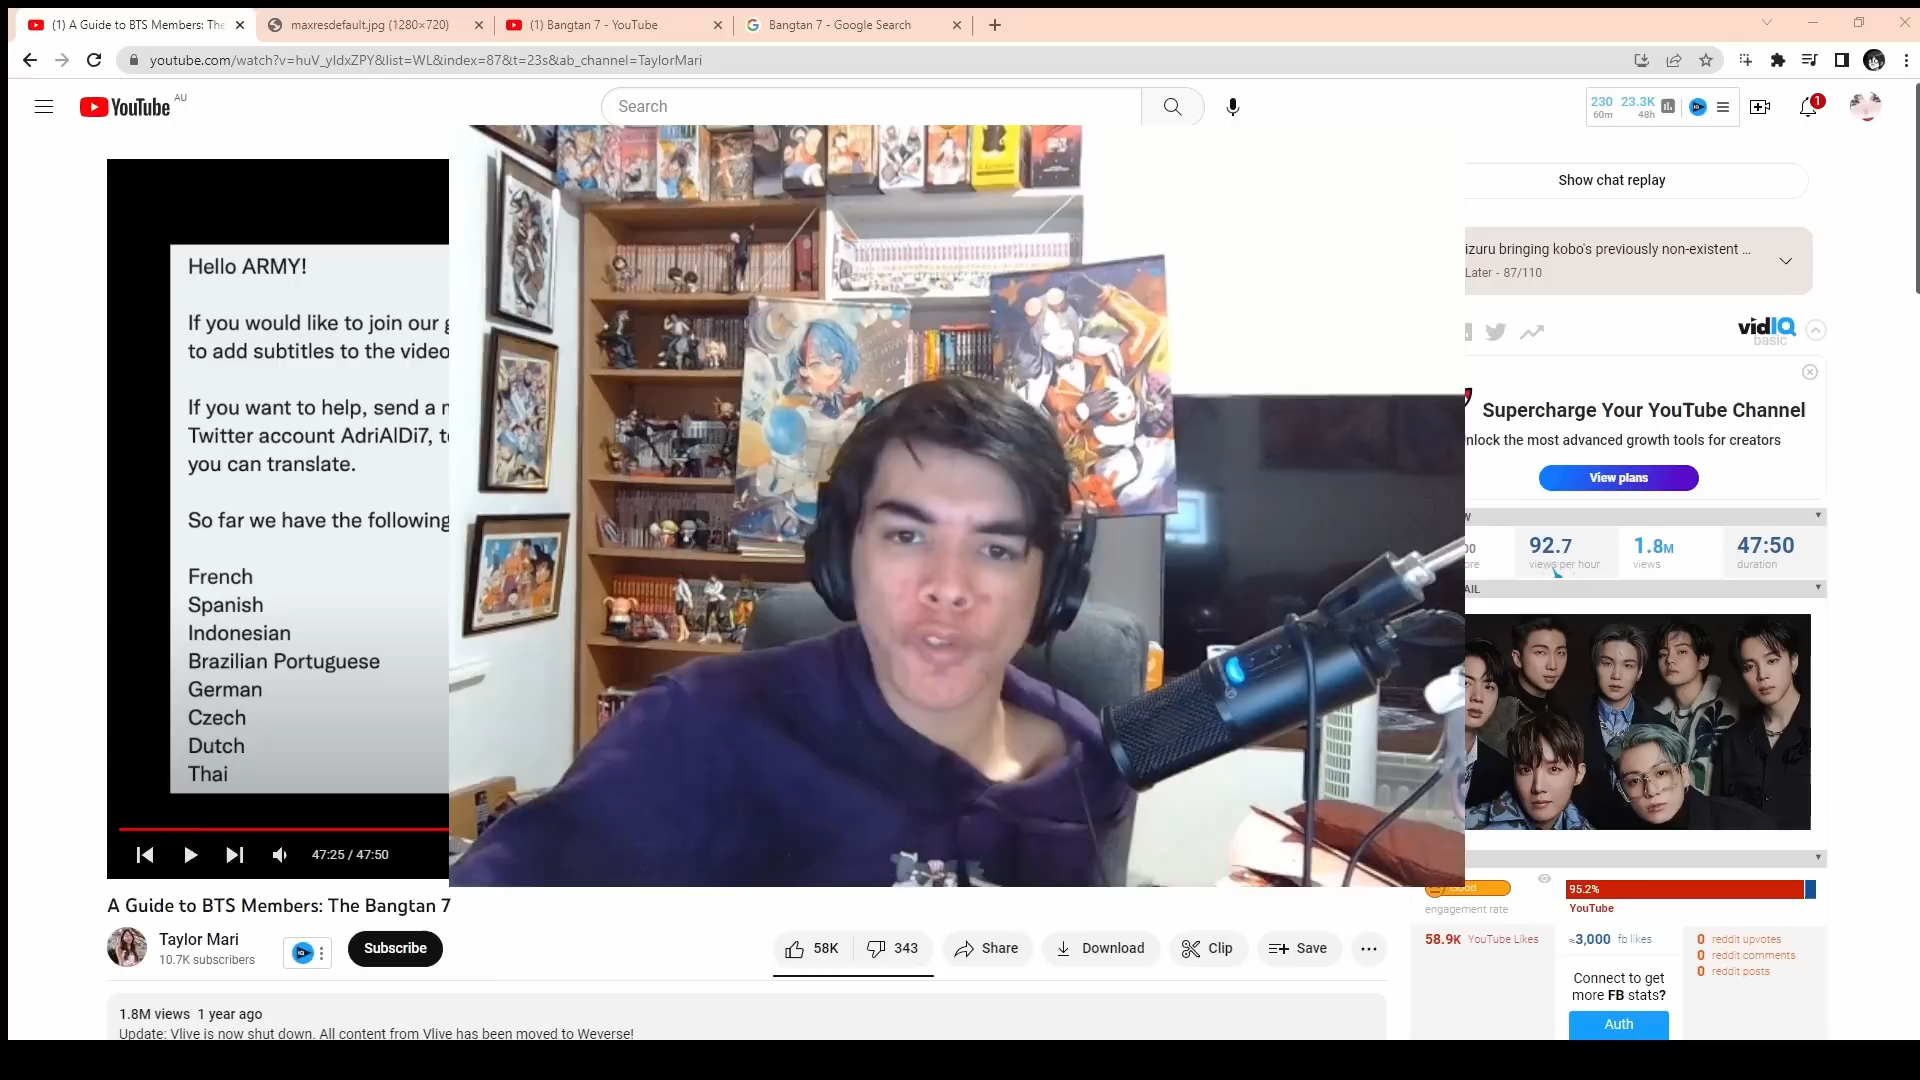 (1) A Guide to BTS Members: The
maxresdefault.jpg (1280×720)
(1) Bangtan 7 - YouTube
Bangtan 7 - Google Search
youtube.com/watch?v=huV_yldxZPY&list=WL&index=87&t=23s&ab_channel=TaylorMari
YouTube AU
Search
230 23.3K
60m 48h
1
Show chat replay
izuru bringing kobo's previously non-existent ...
Later - 87/110
vidIQ
basic
Supercharge Your YouTube Channel
nlock the most advanced growth tools for creators
View plans
92.7 1.8M 47:50
views per hour views duration
AIL
Hello ARMY!
If you would like to join our
to add subtitles to the video
If you want to help, send a
Twitter account AdriAlDi7,
you can translate.
So far we have the following
French
Spanish
Indonesian
Brazilian Portuguese
German
Czech
Dutch
Thai
47:25 / 47:50
A Guide to BTS Members: The Bangtan 7
Taylor Mari
10.7K subscribers
Subscribe
58K 343 Share Download Clip Save
1.8M views 1 year ago
Update: Vlive is now shut down. All content from Vlive has been moved to Weverse!
Good
engagement rate
95.2%
YouTube
58.9K YouTube Likes
≈3,000 fb likes
Connect to get
more FB stats?
Auth
0 reddit upvotes
0 reddit comments
0 reddit posts